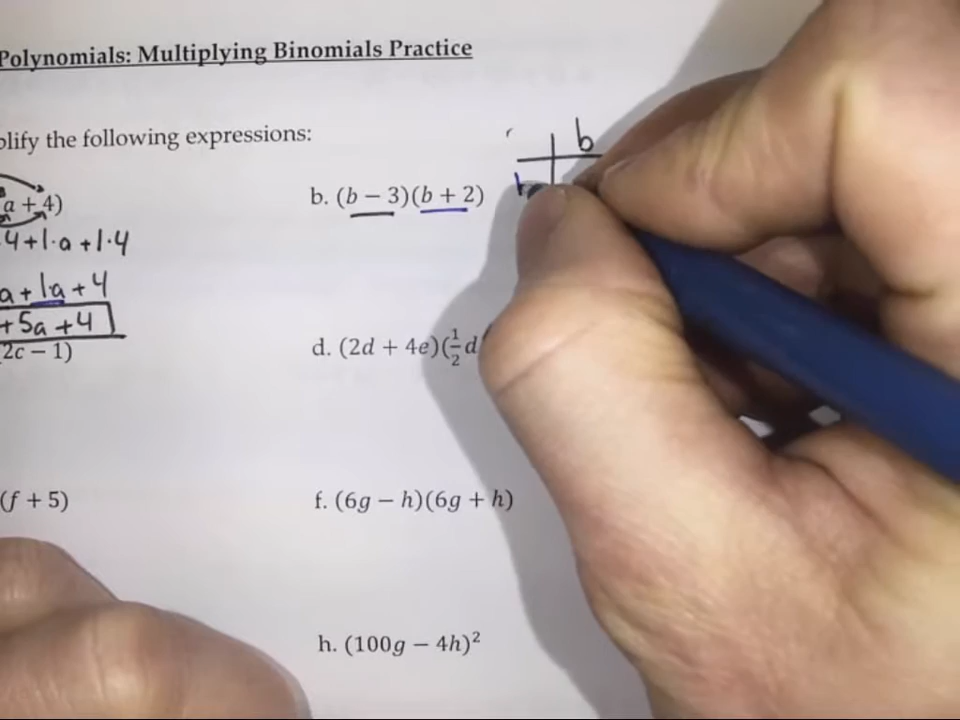 Polynomials: Multiplying Binomials Practice
plify the following expressions:
b
a + 4)
b. (b − 3)(b + 2)
4+1·a+1·4
a+1a+4
+5a+4
2c − 1)
d. (2d + 4e)(½d
(f + 5)
f. (6g − h)(6g + h)
h. (100g − 4h)²